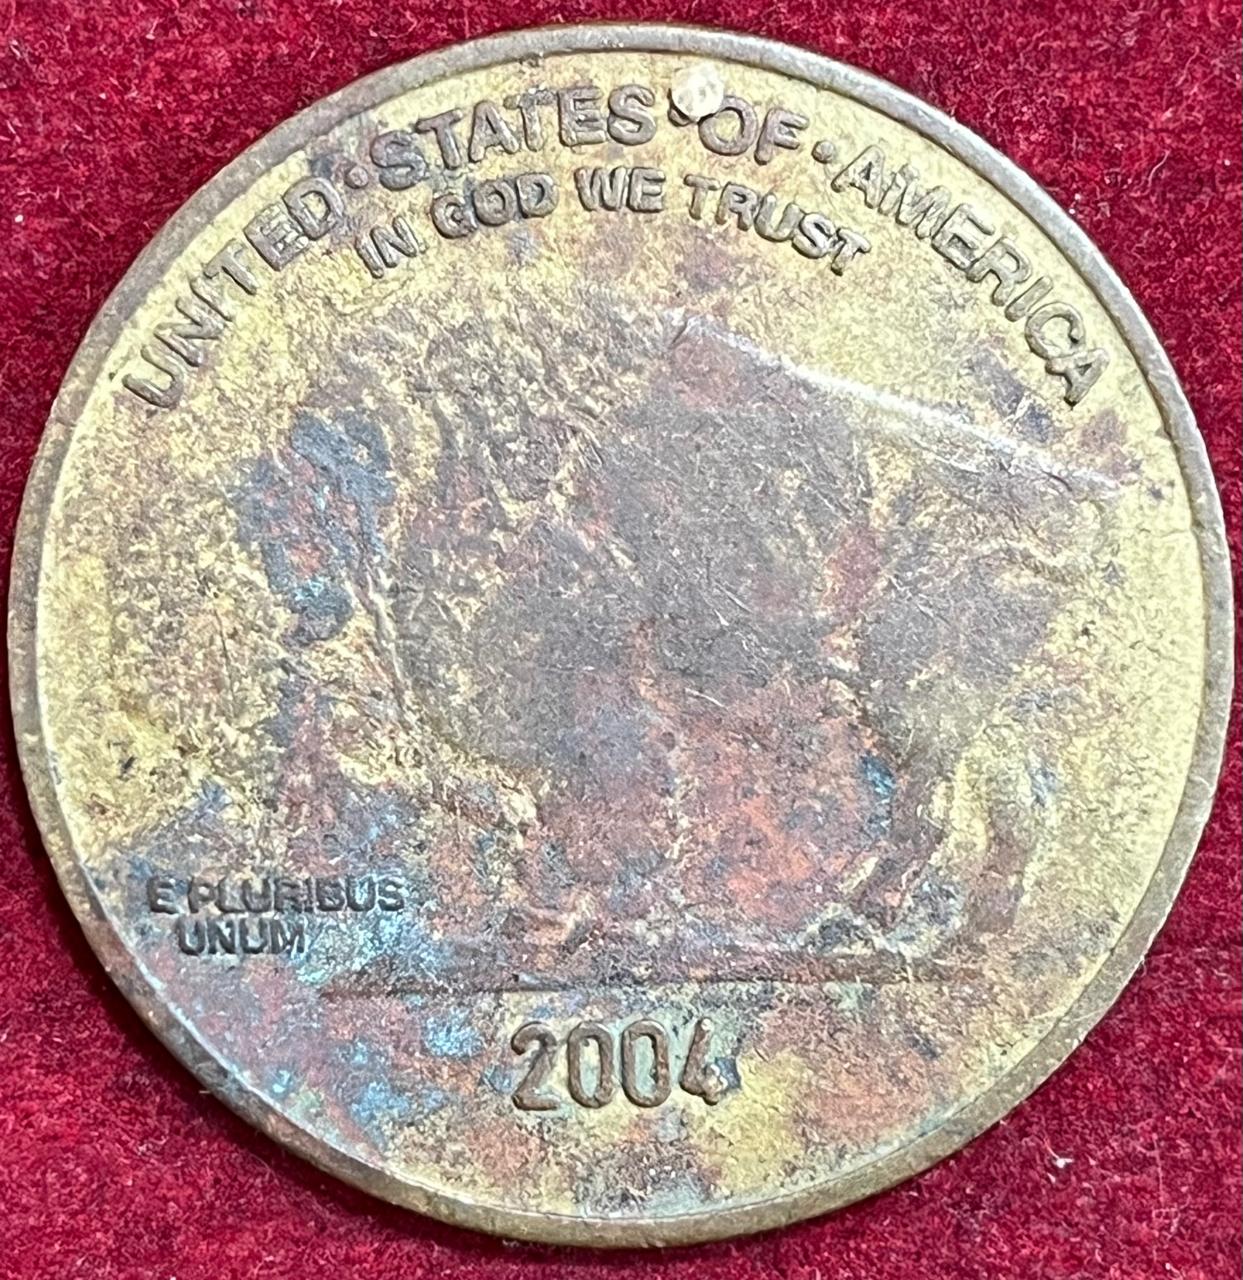 UNITED·STATES·OF·AMERICA
IN GOD WE TRUST
E PLURIBUS
UNUM
2004